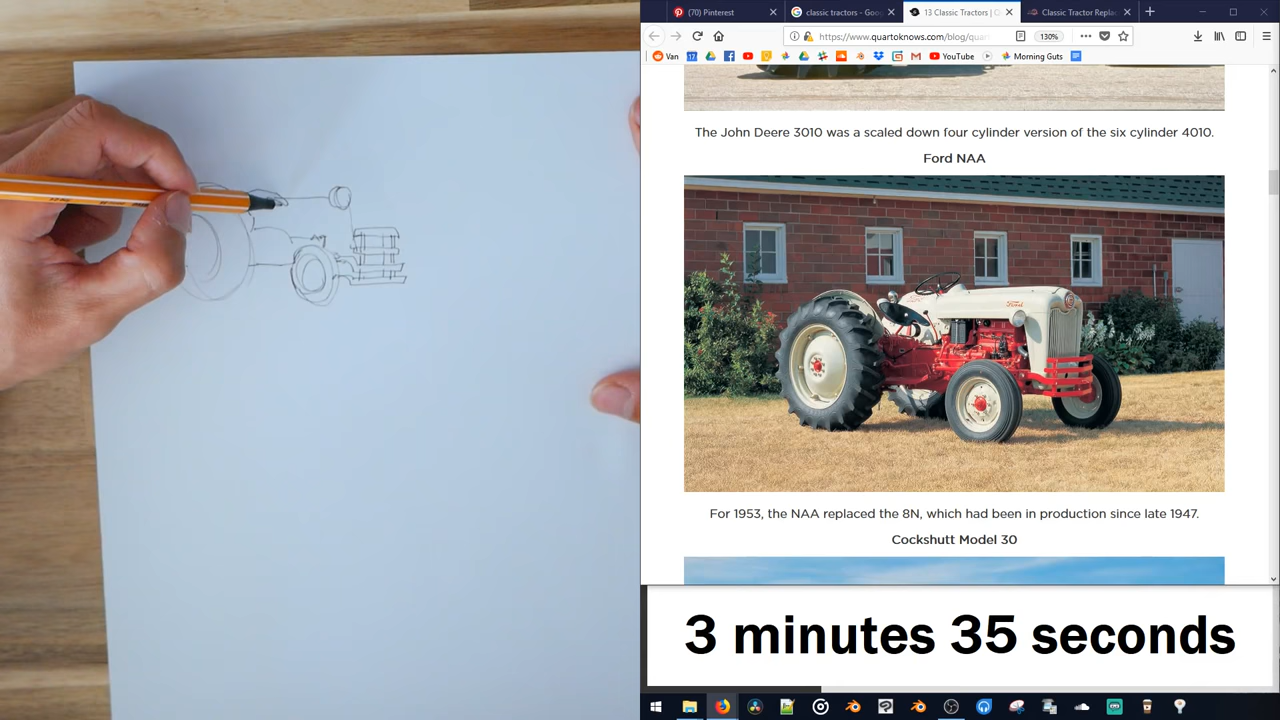 (70) Pinterest
classic tractors - Goo
13 Classic Tractors | Q
Classic Tractor Replac
https://www.quartoknows.com/blog/quar
130%
Van
17
YouTube
Morning Guts
The John Deere 3010 was a scaled down four cylinder version of the six cylinder 4010.
Ford NAA
Ford
For 1953, the NAA replaced the 8N, which had been in production since late 1947.
Cockshutt Model 30
3 minutes 35 seconds